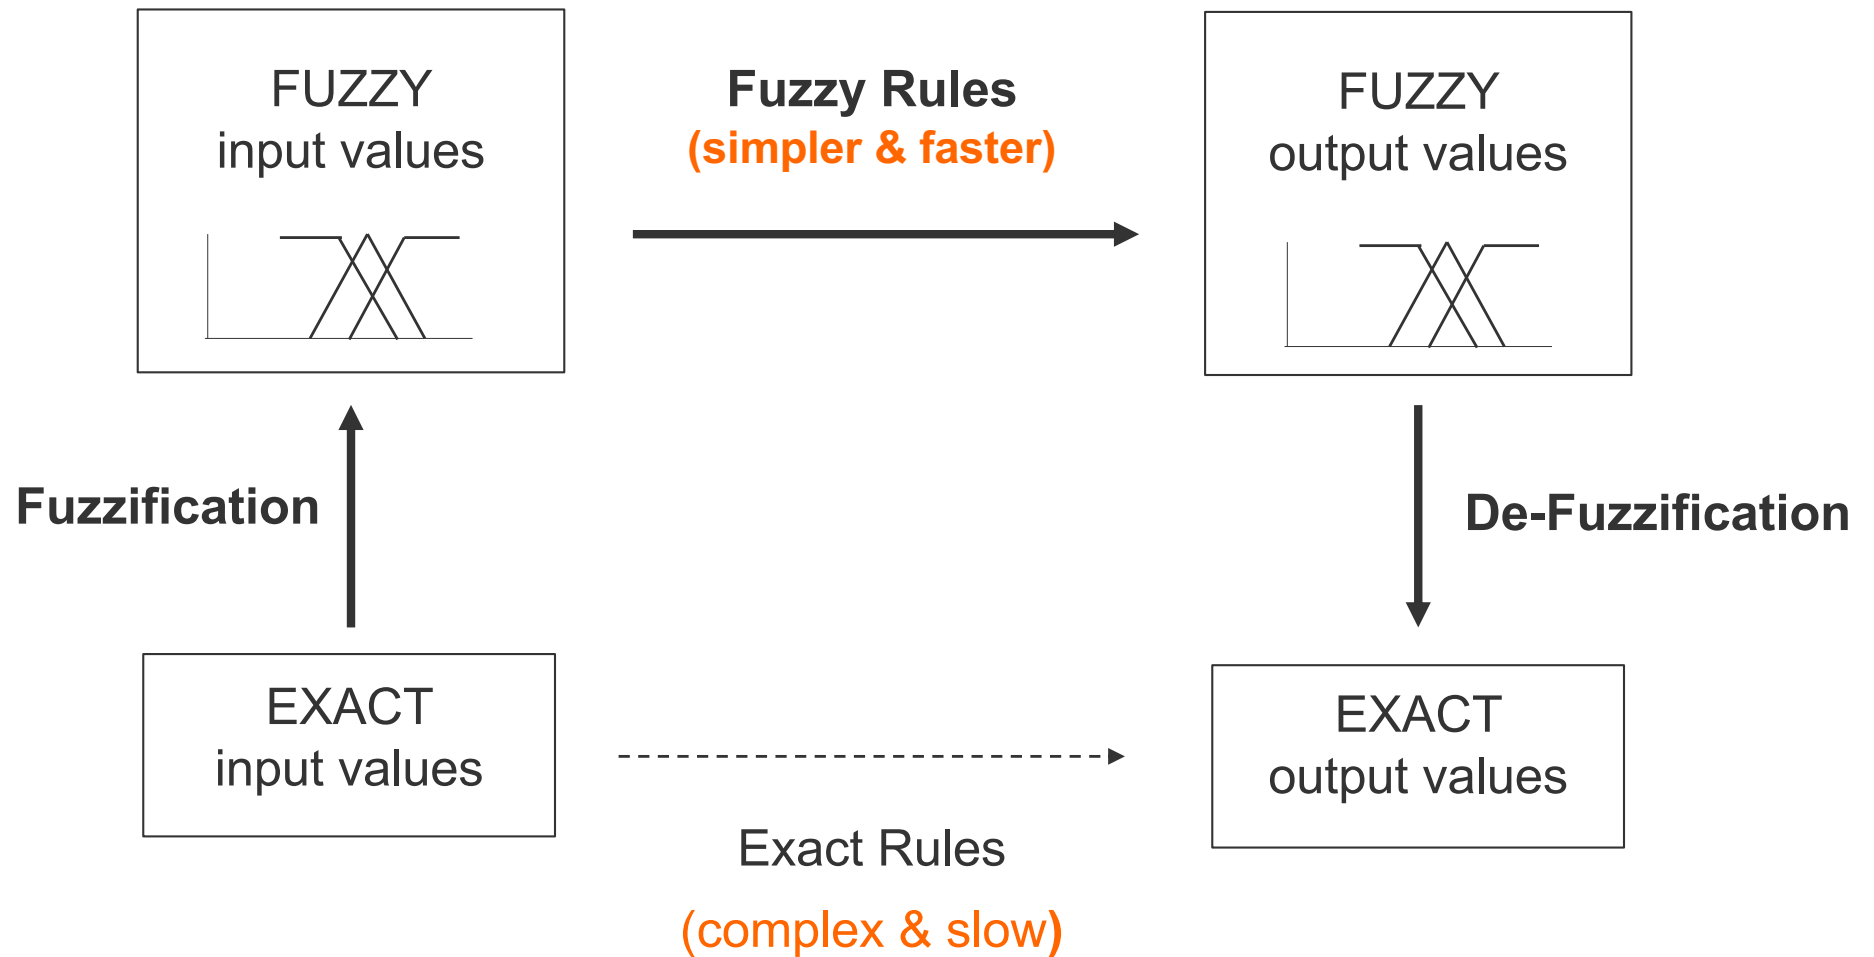 FUZZY
input values
Fuzzy Rules
(simpler & faster)
FUZZY
output values
Fuzzification
De-Fuzzification
EXACT
input values
EXACT
output values
Exact Rules
(complex & slow)